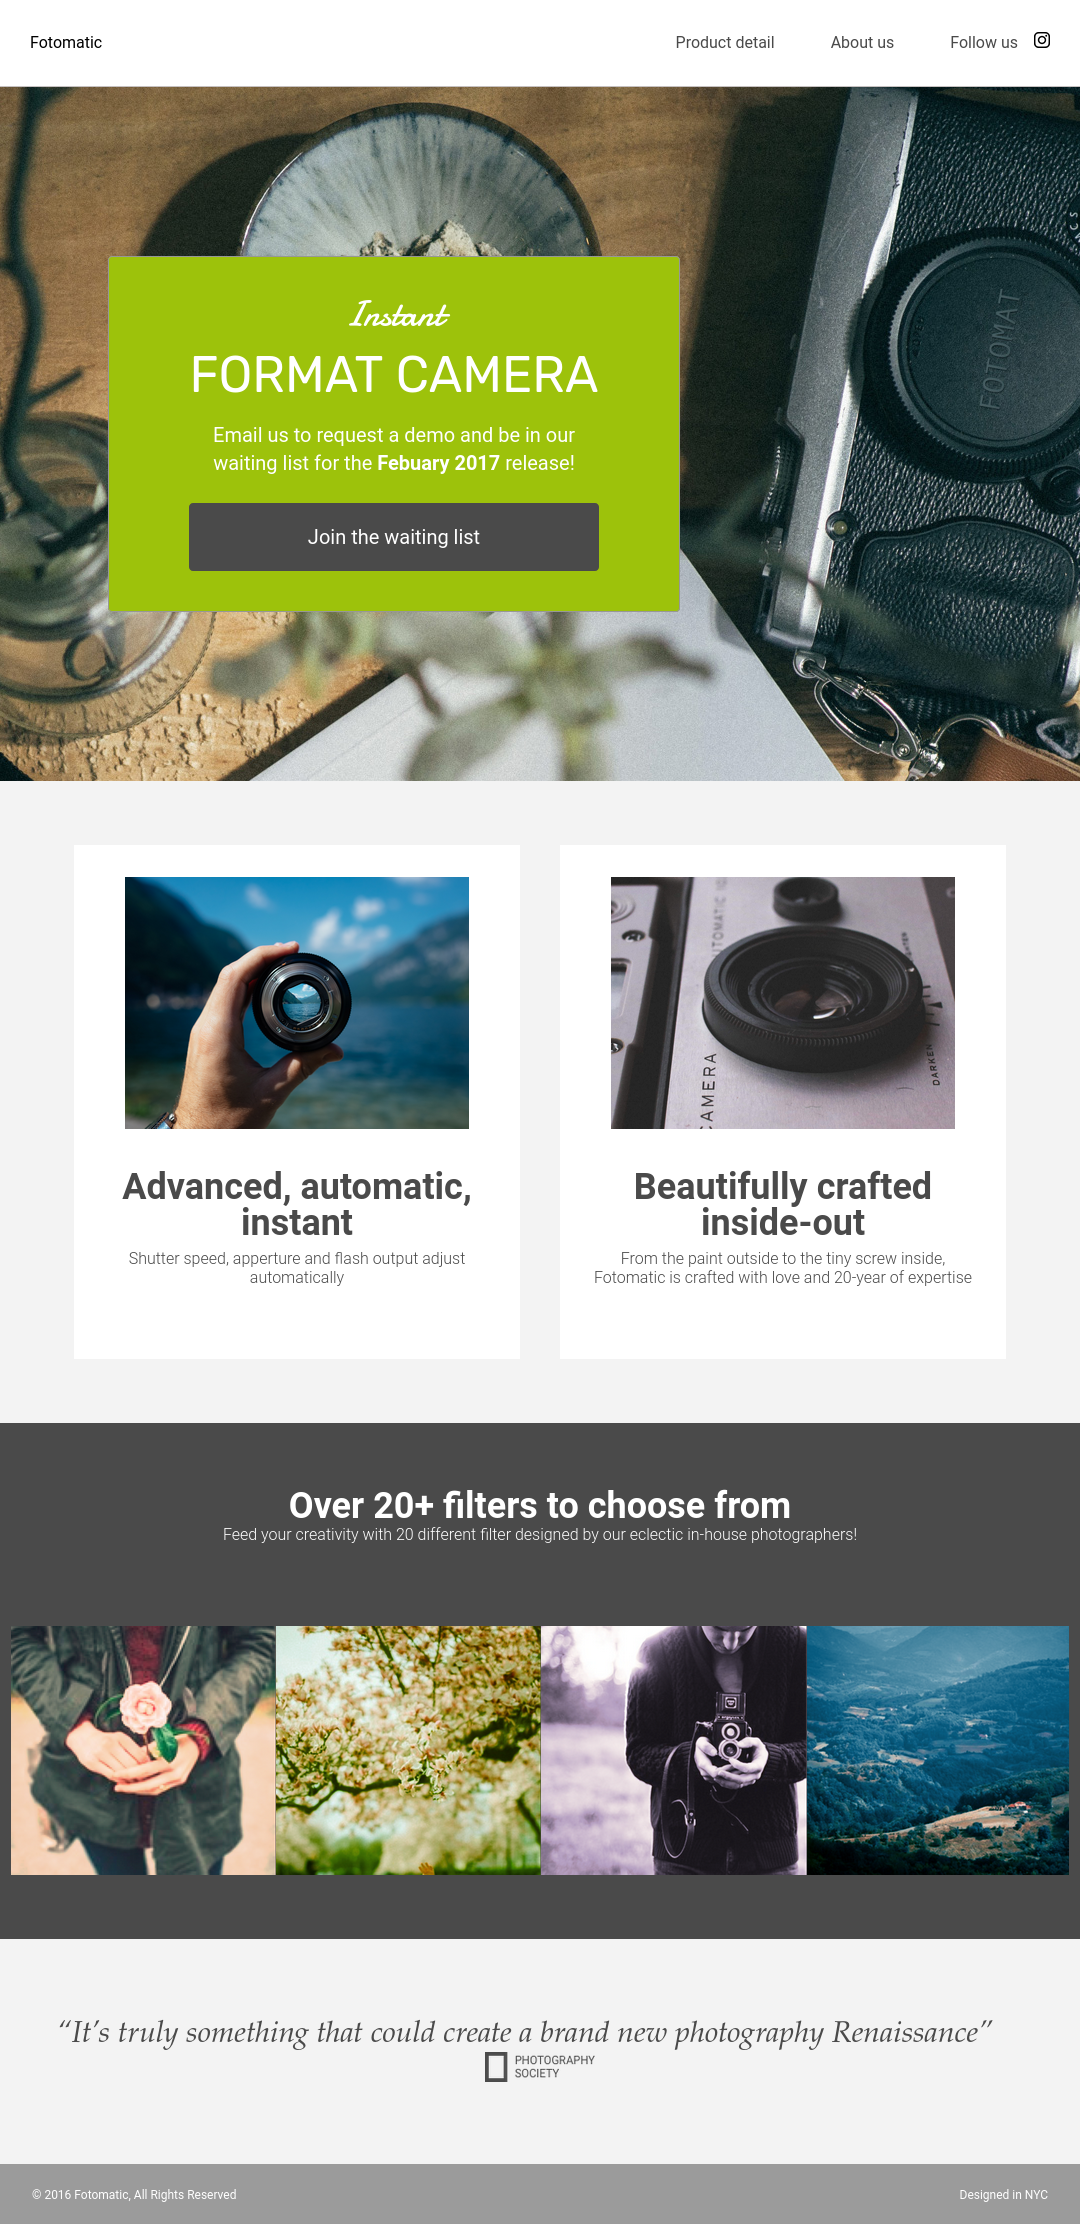 Fotomatic
Product detail About us Follow us
FOTOMAT
Instant
FORMAT CAMERA
Email us to request a demo and be in our
waiting list for the Febuary 2017 release!
Join the waiting list
CAMERA
DARKEN
Advanced, automatic,
instant
Shutter speed, apperture and flash output adjust
automatically
Beautifully crafted
inside-out
From the paint outside to the tiny screw inside,
Fotomatic is crafted with love and 20-year of expertise
Over 20+ filters to choose from
Feed your creativity with 20 different filter designed by our eclectic in-house photographers!
“It’s truly something that could create a brand new photography Renaissance”
PHOTOGRAPHY
SOCIETY
© 2016 Fotomatic, All Rights Reserved
Designed in NYC